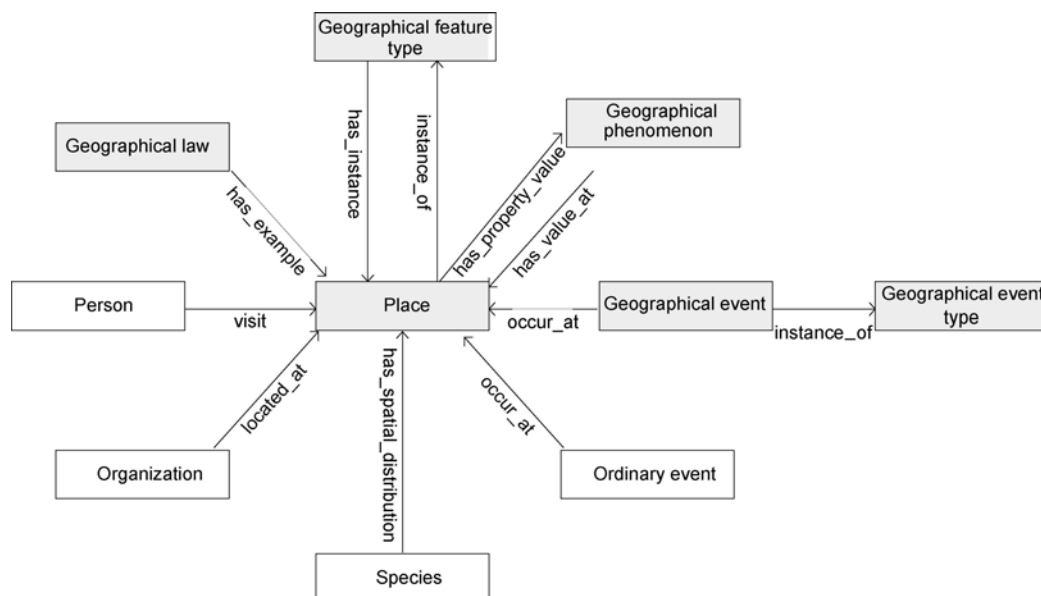 Geographical feature
type
has_instance
instance_of
Geographical
phenomenon
Geographical law
has_example
has_property_value
has_value_at
Person
visit
Place
occur_at
Geographical event
instance_of
Geographical event
type
located_at
has_spatial_distribution
occur_at
Organization
Ordinary event
Species